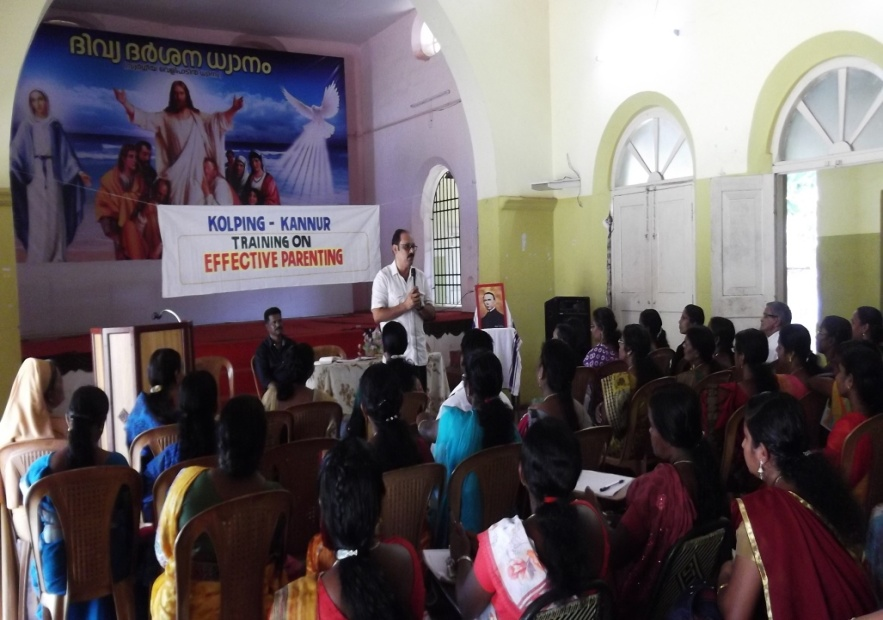 ദിവ്യ ദർശന ധ്യാനം
KOLPING - KANNUR
TRAINING ON
EFFECTIVE PARENTING